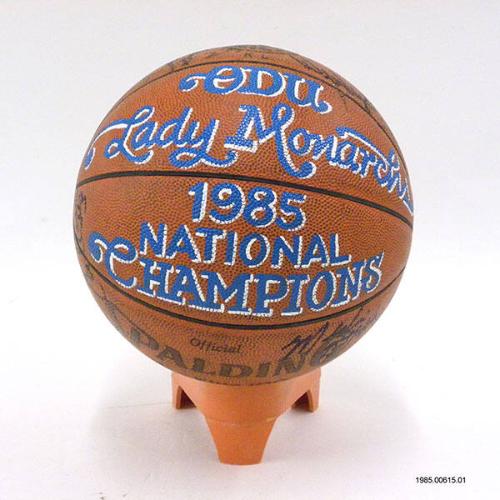 ODU
Lady Monarchs
1985
NATIONAL
CHAMPIONS
Official
SPALDING
1985.00615.01